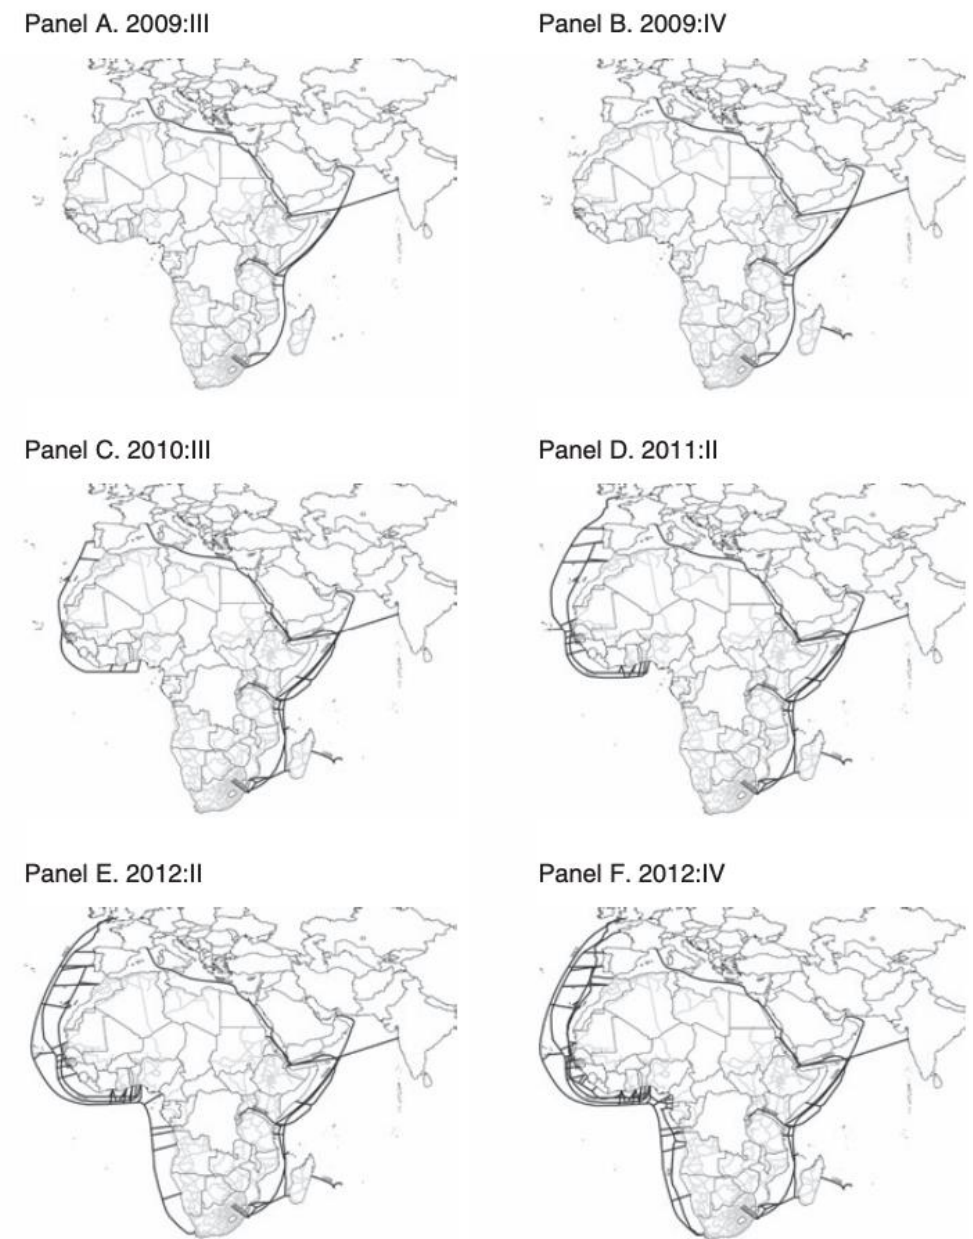 Panel A. 2009:III
Panel B. 2009:IV
Panel C. 2010:III
Panel D. 2011:II
Panel E. 2012:II
Panel F. 2012:IV